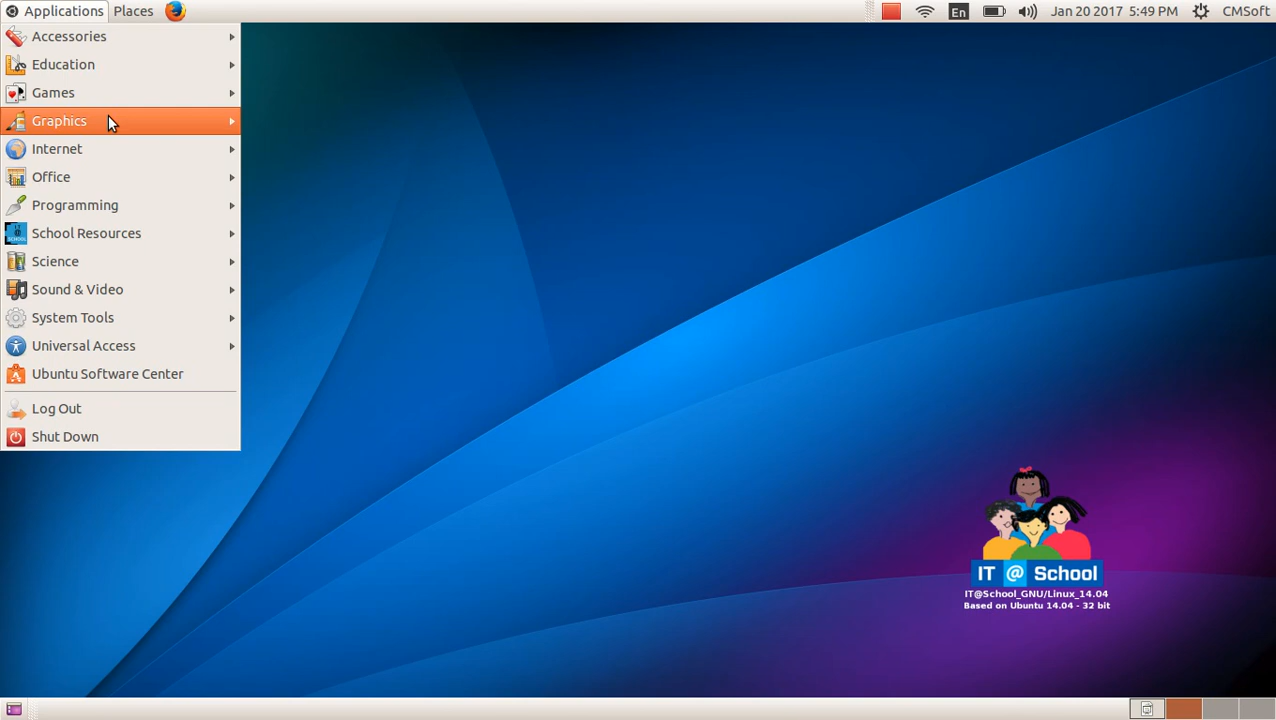 Applications Places En Jan 20 2017 5:49 PM CMSoft
Accessories
Education
Games
Graphics
Internet
Office
Programming
School Resources
Science
Sound & Video
System Tools
Universal Access
Ubuntu Software Center
Log Out
Shut Down
IT @ School
IT@School_GNU/Linux_14.04
Based on Ubuntu 14.04 - 32 bit